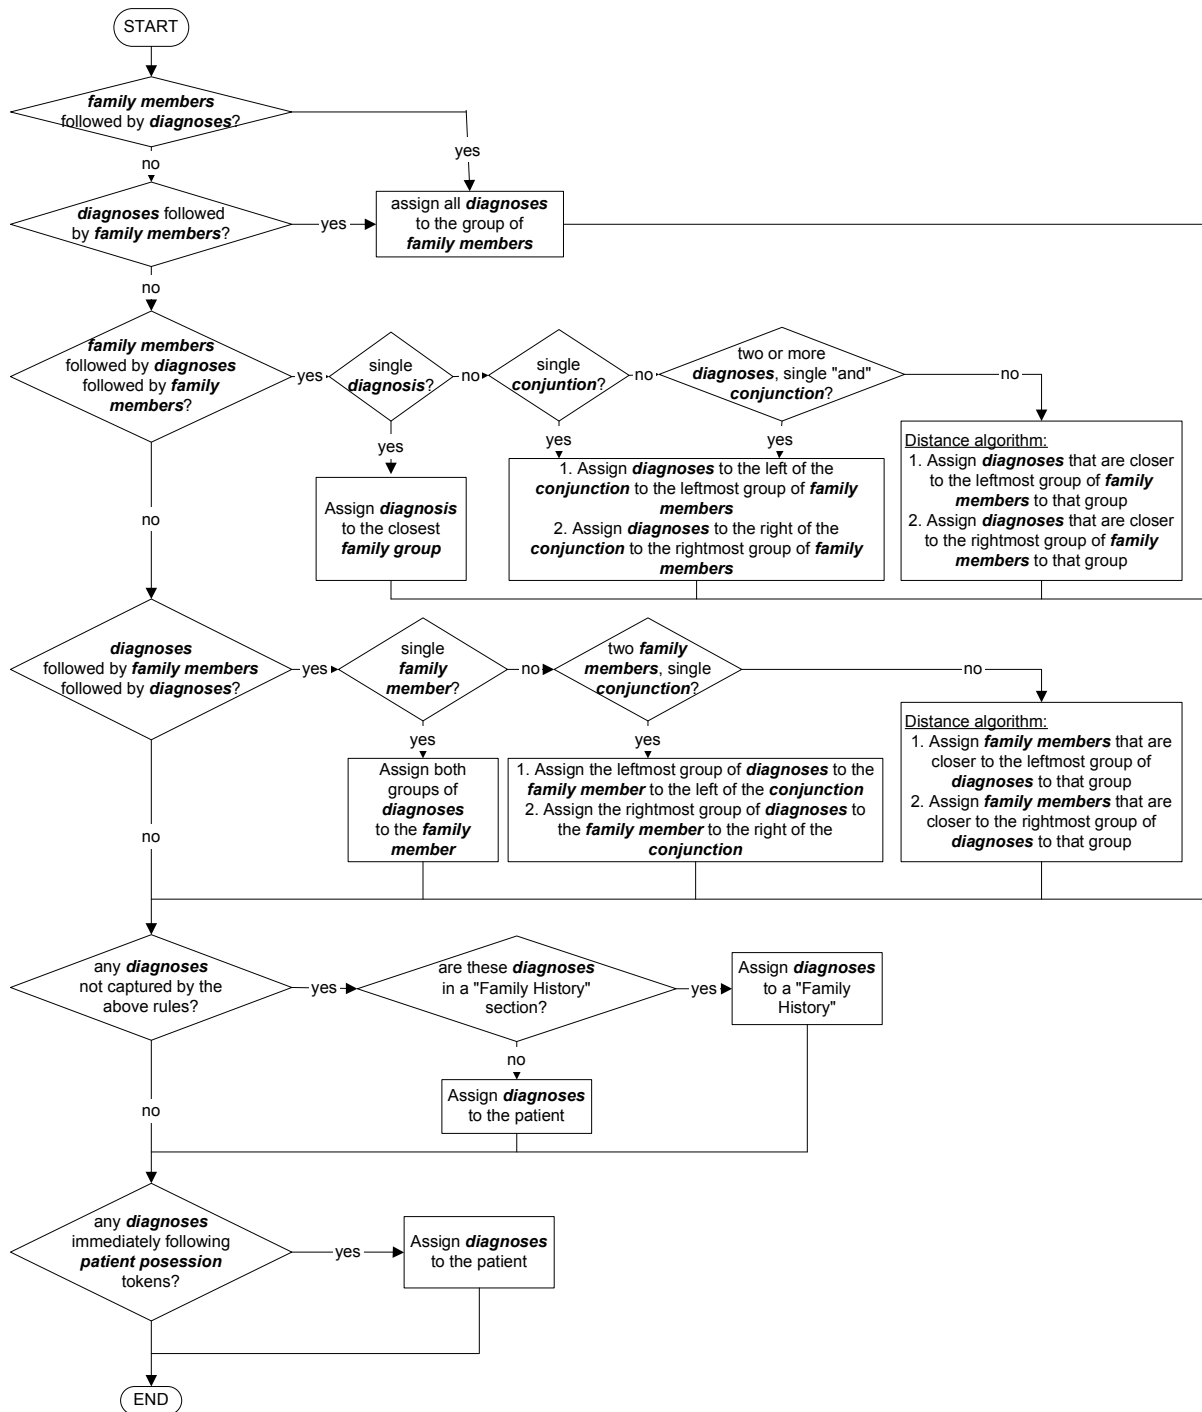 START
family members
followed by diagnoses?
yes
no
diagnoses followed
by family members?
yes
assign all diagnoses
to the group of
family members
no
family members
followed by diagnoses
followed by family
members?
yes
single
diagnosis?
no
single
conjuntion?
no
two or more
diagnoses, single "and"
conjunction?
no
yes
yes
yes
Assign diagnosis
to the closest
family group
1. Assign diagnoses to the left of the
conjunction to the leftmost group of family
members
2. Assign diagnoses to the right of the
conjunction to the rightmost group of family
members
Distance algorithm:
1. Assign diagnoses that are closer
to the leftmost group of family
members to that group
2. Assign diagnoses that are closer
to the rightmost group of family
members to that group
no
diagnoses
followed by family members
followed by diagnoses?
yes
single
family
member?
no
two family
members, single
conjunction?
no
yes
yes
Assign both
groups of
diagnoses
to the family
member
1. Assign the leftmost group of diagnoses to the
family member to the left of the conjunction
2. Assign the rightmost group of diagnoses to
the family member to the right of the
conjunction
Distance algorithm:
1. Assign family members that are
closer to the leftmost group of
diagnoses to that group
2. Assign family members that are
closer to the rightmost group of
diagnoses to that group
no
any diagnoses
not captured by the
above rules?
yes
are these diagnoses
in a "Family History"
section?
yes
Assign diagnoses
to a "Family
History"
no
Assign diagnoses
to the patient
no
any diagnoses
immediately following
patient posession
tokens?
yes
Assign diagnoses
to the patient
no
END